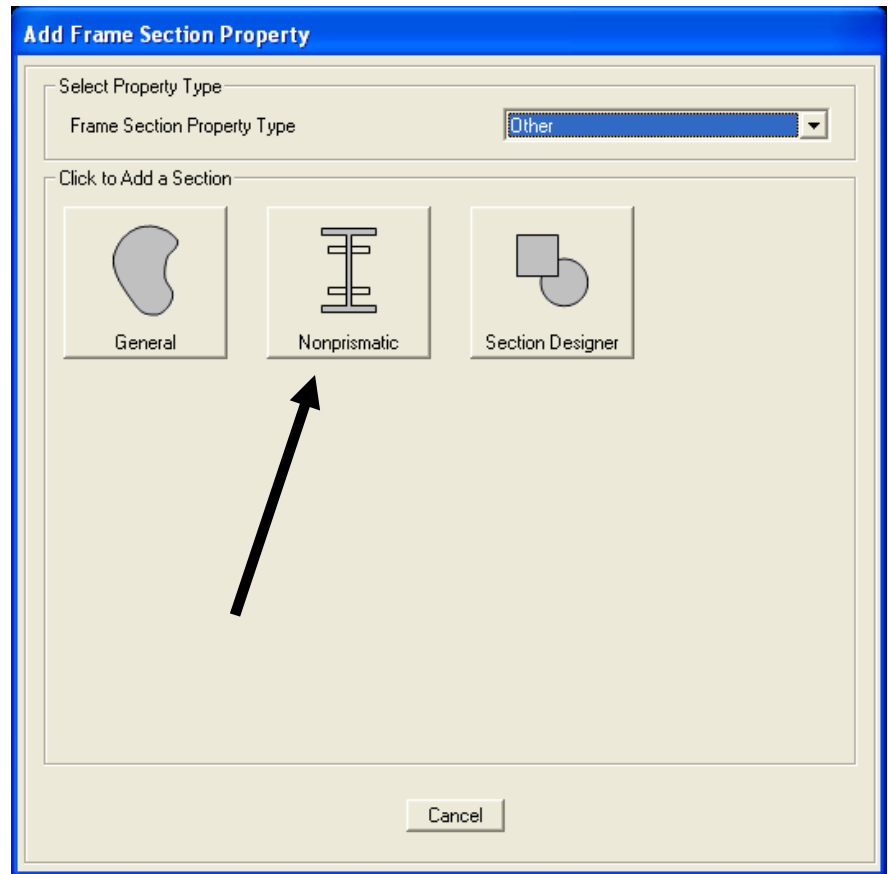 Add Frame Section Property
Select Property Type
Frame Section Property Type Other
Click to Add a Section
General Nonprismatic Section Designer
Cancel